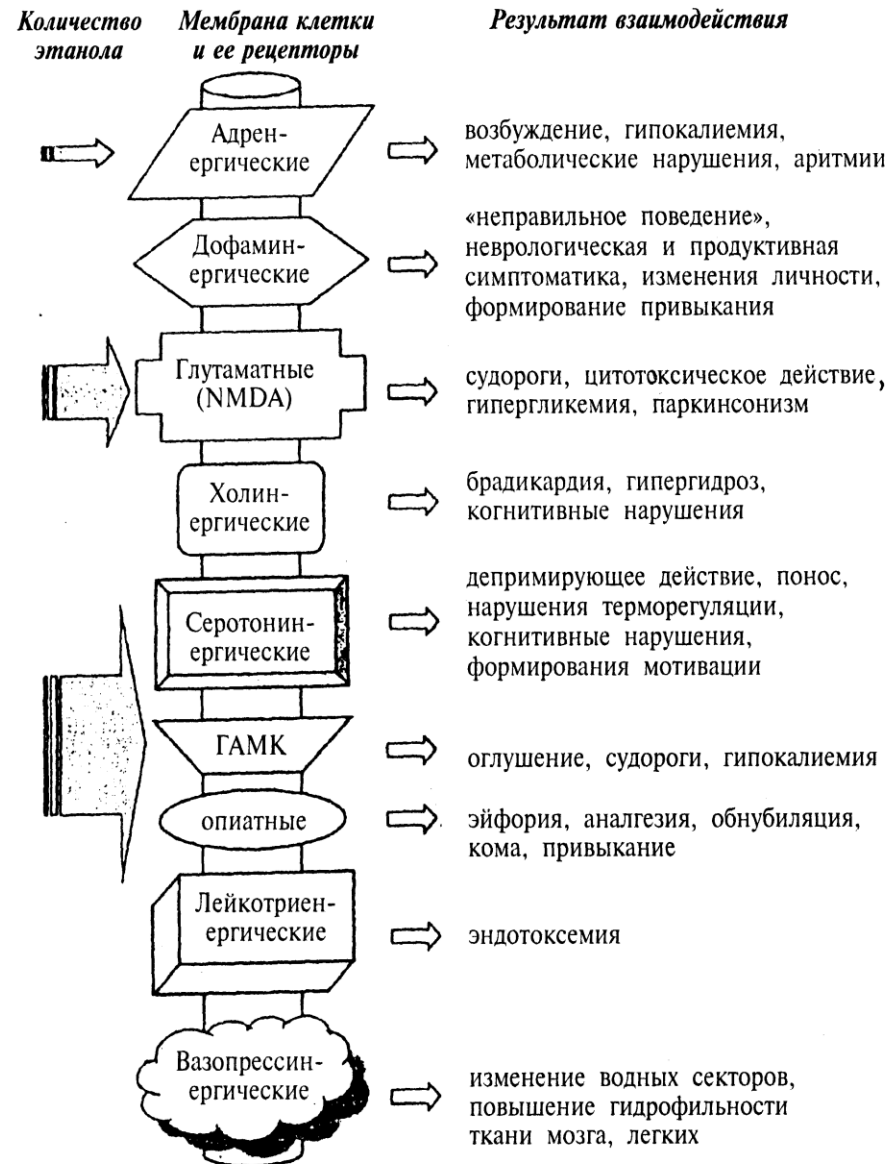 Количество этанола
Мембрана клетки и ее рецепторы
Результат взаимодействия
Адрен-
ергические
возбуждение, гипокалиемия,
метаболические нарушения, аритмии
Дофамин-
ергические
«неправильное поведение»,
неврологическая и продуктивная
симптоматика, изменения личности,
формирование привыкания
Глутаматные
(NMDA)
судороги, цитотоксическое действие,
гипергликемия, паркинсонизм
Холин-
ергические
брадикардия, гипергидроз,
когнитивные нарушения
Серотонин-
ергические
депримирующее действие, понос,
нарушения терморегуляции,
когнитивные нарушения,
формирования мотивации
ГАМК
оглушение, судороги, гипокалиемия
опиатные
эйфория, аналгезия, обнубиляция,
кома, привыкание
Лейкотриен-
ергические
эндотоксемия
Вазопрессин-
ергические
изменение водных секторов,
повышение гидрофильности
ткани мозга, легких